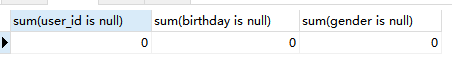 sum(user_id is null) sum(birthday is null) sum(gender is null)
0 0 0